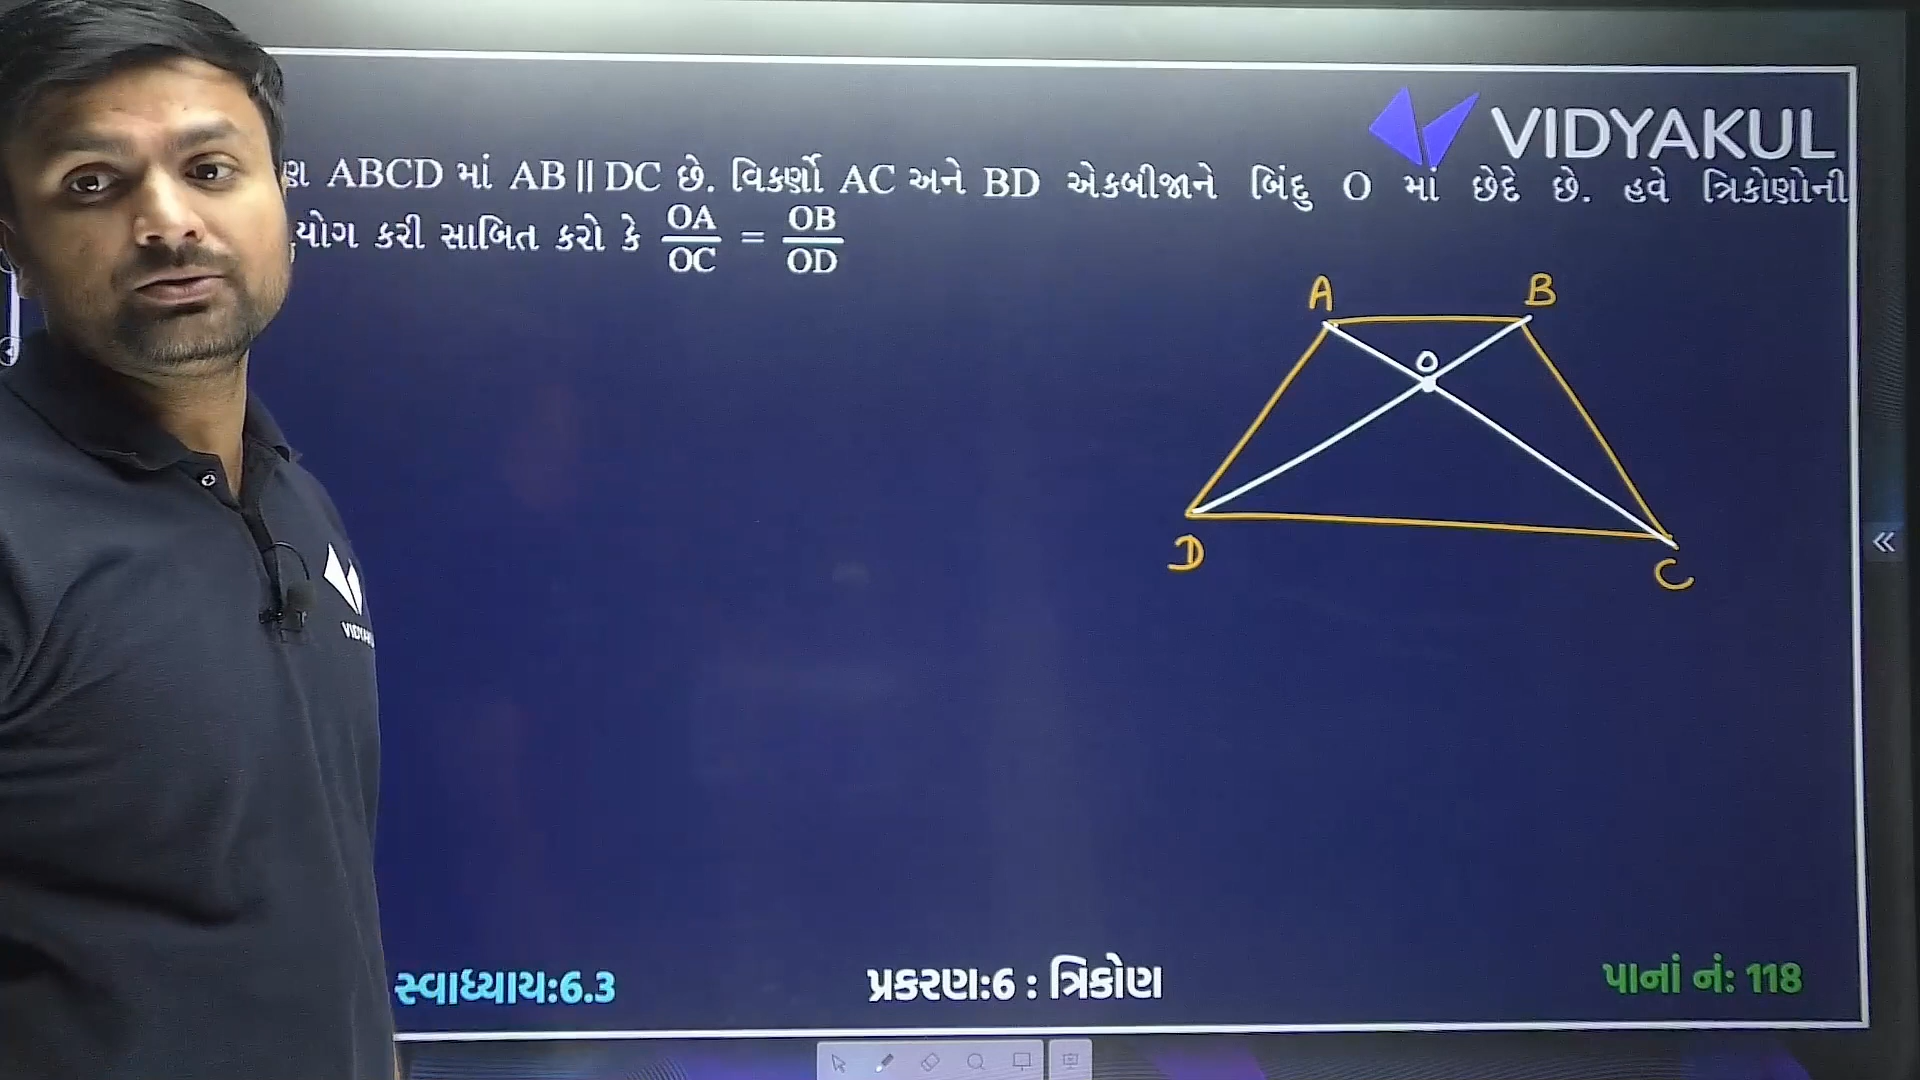 VIDYAKUL
ABCD માં AB || DC છે. વિકર્ણો AC અને BD એકબીજાને બિંદુ O માં છેદે છે. હવે ત્રિકોણોની
કરી સાબિત કરો કે OA/OC = OB/OD
A B
O
D C
VIDYAK
સ્વાધ્યાય:6.3 પ્રકરણ:6 : ત્રિકોણ પાનાં નં: 118